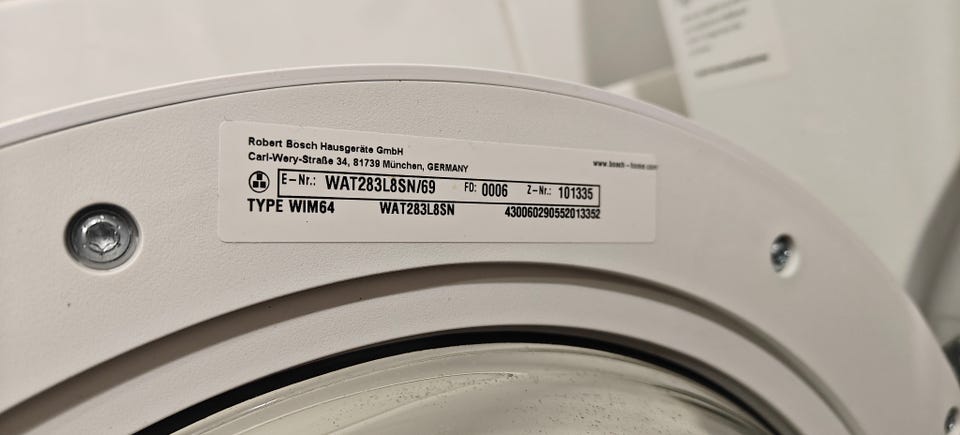 Robert Bosch Hausgeräte GmbH
Carl-Wery-Straße 34, 81739 München, GERMANY
www.bosch-home.com
E-Nr.: WAT283L8SN/69 FD: 0006 Z-Nr.: 101335
TYPE WIM64 WAT283L8SN 430060290552013352